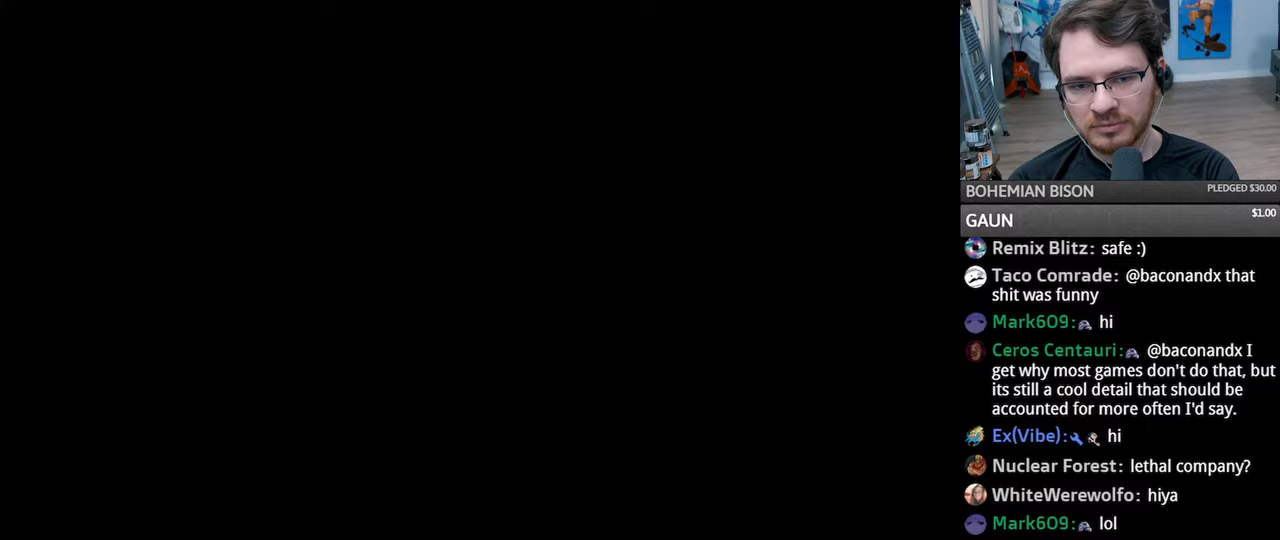 BOHEMIAN BISON PLEDGED $30.00
GAUN $1.00
Remix Blitz: safe :)
Taco Comrade: @baconandx that
shit was funny
Mark609: hi
Ceros Centauri: @baconandx I
get why most games don't do that, but
its still a cool detail that should be
accounted for more often I'd say.
Ex(Vibe): hi
Nuclear Forest: lethal company?
WhiteWerewolfo: hiya
Mark609: lol